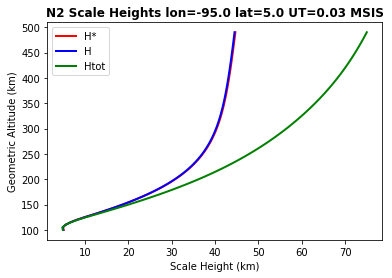 N2 Scale Heights lon=-95.0 lat=5.0 UT=0.03 MSIS
H*
H
Htot
Geometric Altitude (km)
500
450
400
350
300
250
200
150
100
10 20 30 40 50 60 70
Scale Height (km)